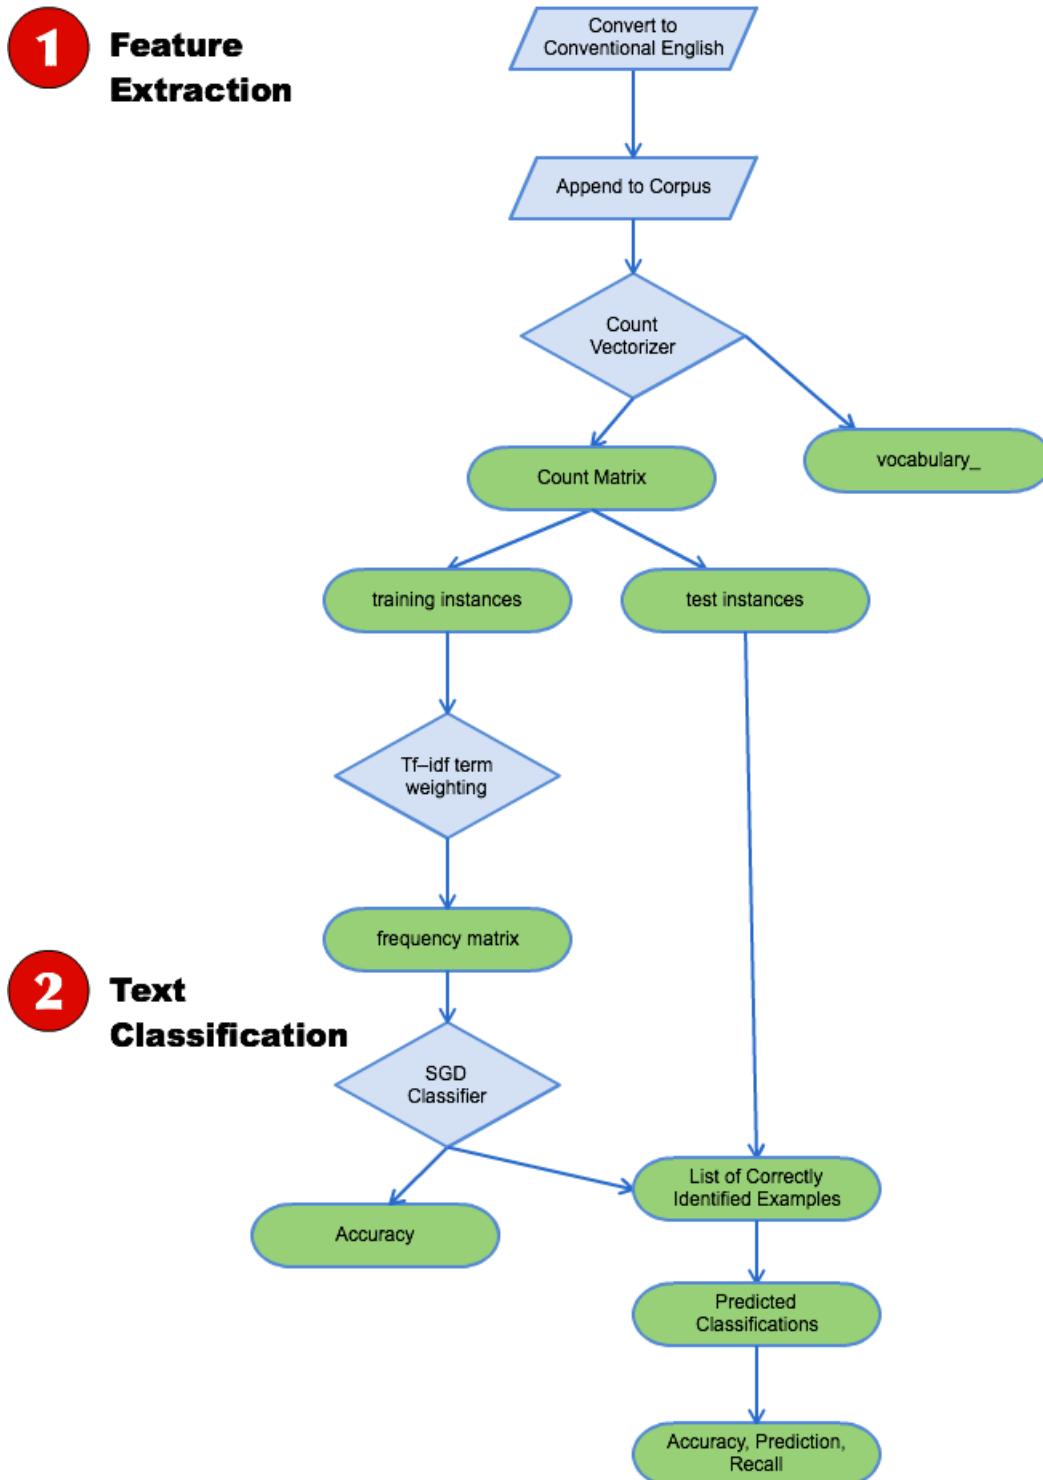 1
Feature
Extraction
Convert to
Conventional English
Append to Corpus
Count
Vectorizer
vocabulary_
Count Matrix
training instances
test instances
Tf–idf term
weighting
frequency matrix
2
Text
Classification
SGD
Classifier
List of Correctly
Identified Examples
Accuracy
Predicted
Classifications
Accuracy, Prediction,
Recall